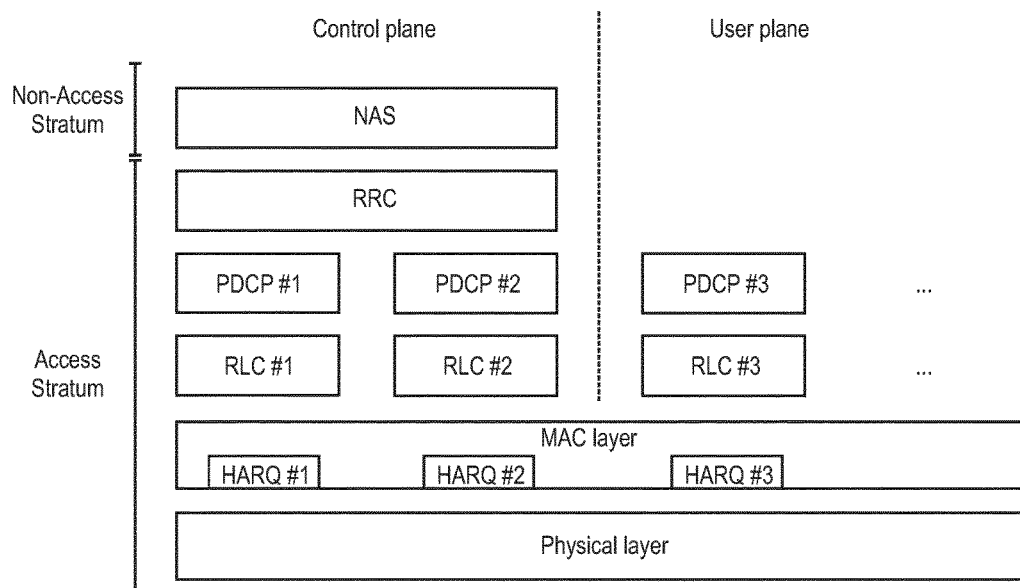 Control plane
User plane
Non-Access
Stratum
NAS
RRC
PDCP #1
PDCP #2
PDCP #3
...
Access
Stratum
RLC #1
RLC #2
RLC #3
...
MAC layer
HARQ #1
HARQ #2
HARQ #3
Physical layer